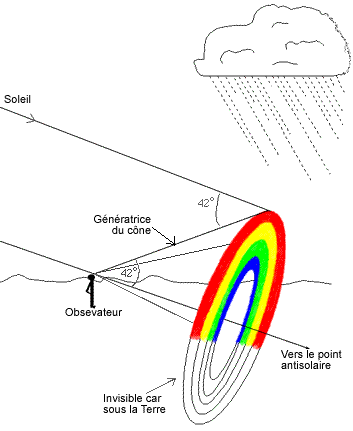 Soleil
42°
Génératrice
du cône
42°
Obsevateur
Vers le point
antisolaire
Invisible car
sous la Terre